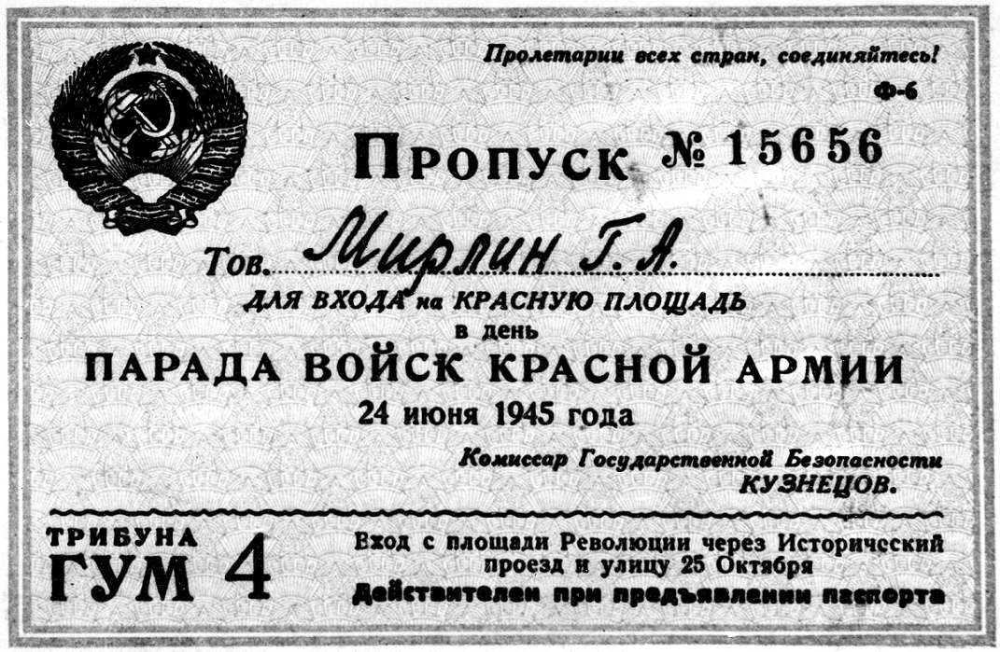 Пролетарии всех стран, соединяйтесь!
Ф-6
ПРОПУСК № 15656
Тов. Мирлин Г. А.
ДЛЯ ВХОДА на КРАСНУЮ ПЛОЩАДЬ
в день
ПАРАДА ВОЙСК КРАСНОЙ АРМИИ
24 июня 1945 года
Комиссар Государственной Безопасности
КУЗНЕЦОВ.
ТРИБУНА
ГУМ 4
Вход с площади Революции через Исторический
проезд и улицу 25 Октября
Действителен при предъявлении паспорта